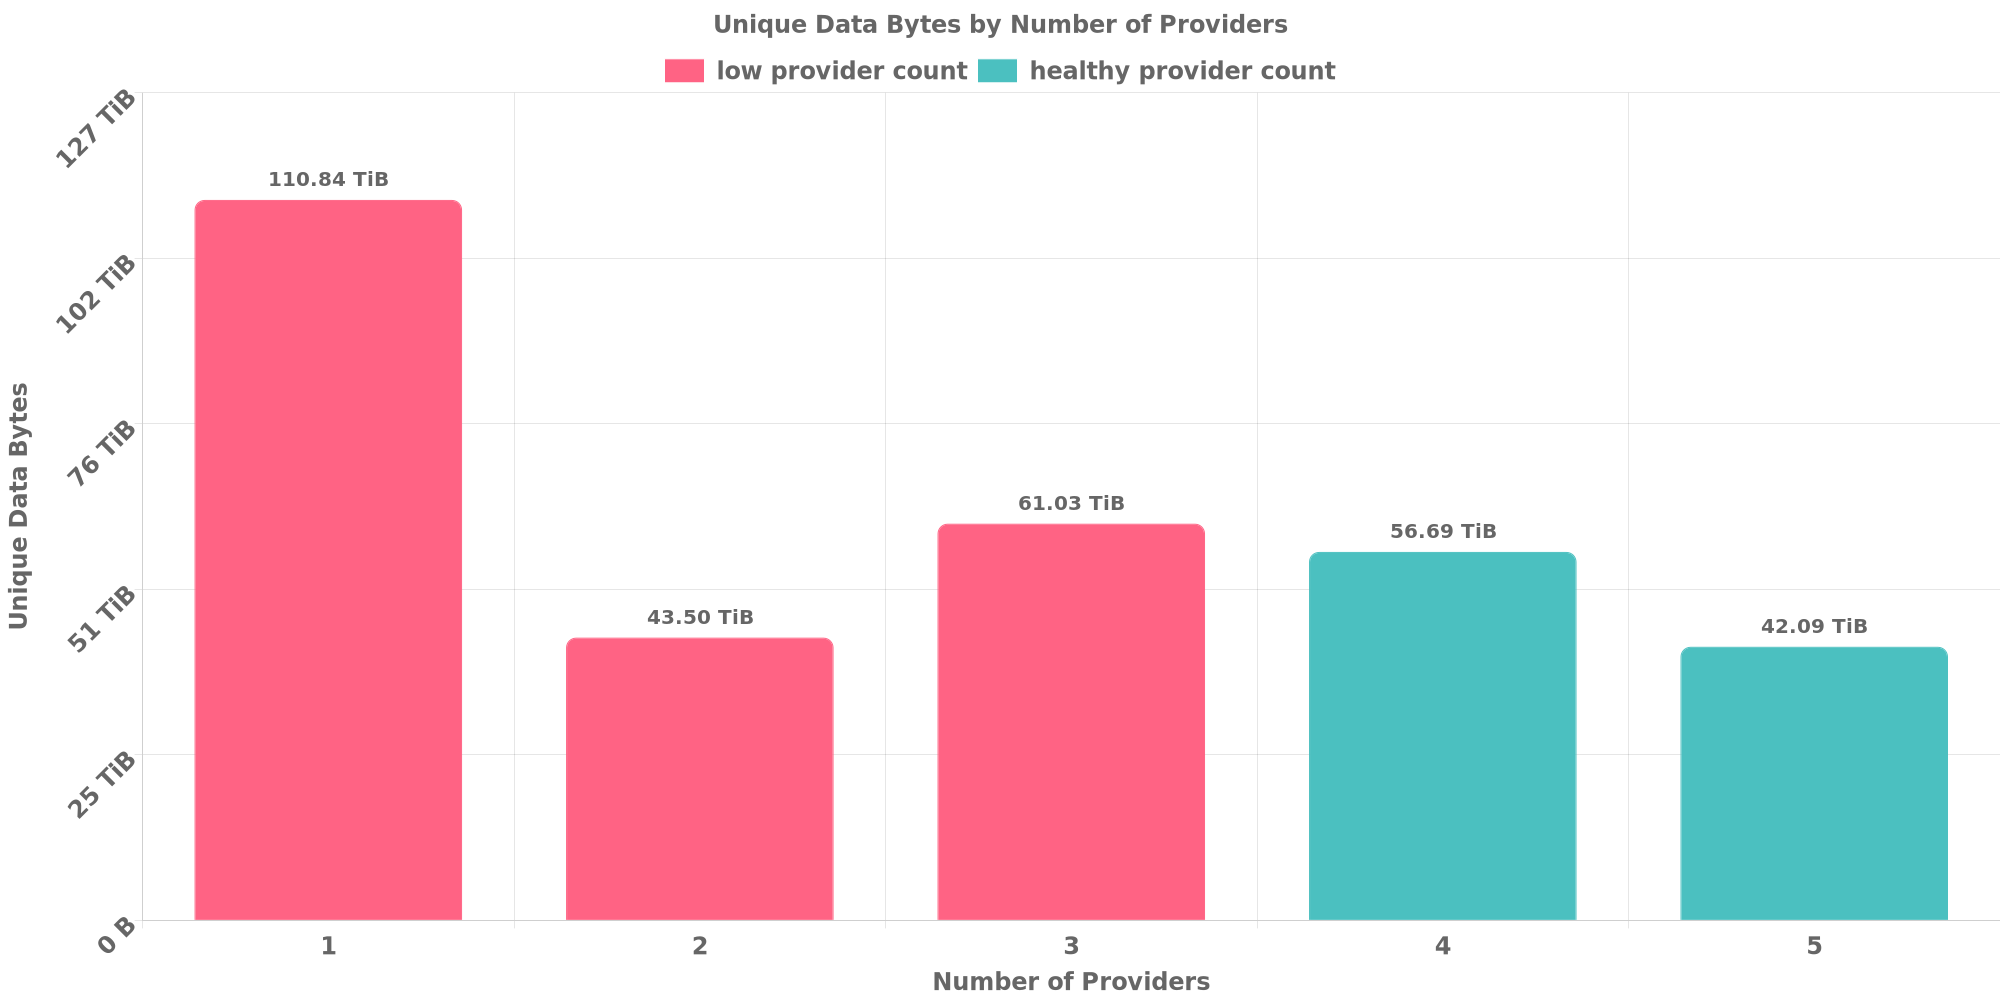 Unique Data Bytes by Number of Providers
low provider count healthy provider count
127 TiB
102 TiB
76 TiB
51 TiB
25 TiB
0 B
Unique Data Bytes
110.84 TiB
43.50 TiB
61.03 TiB
56.69 TiB
42.09 TiB
1 2 3 4 5
Number of Providers